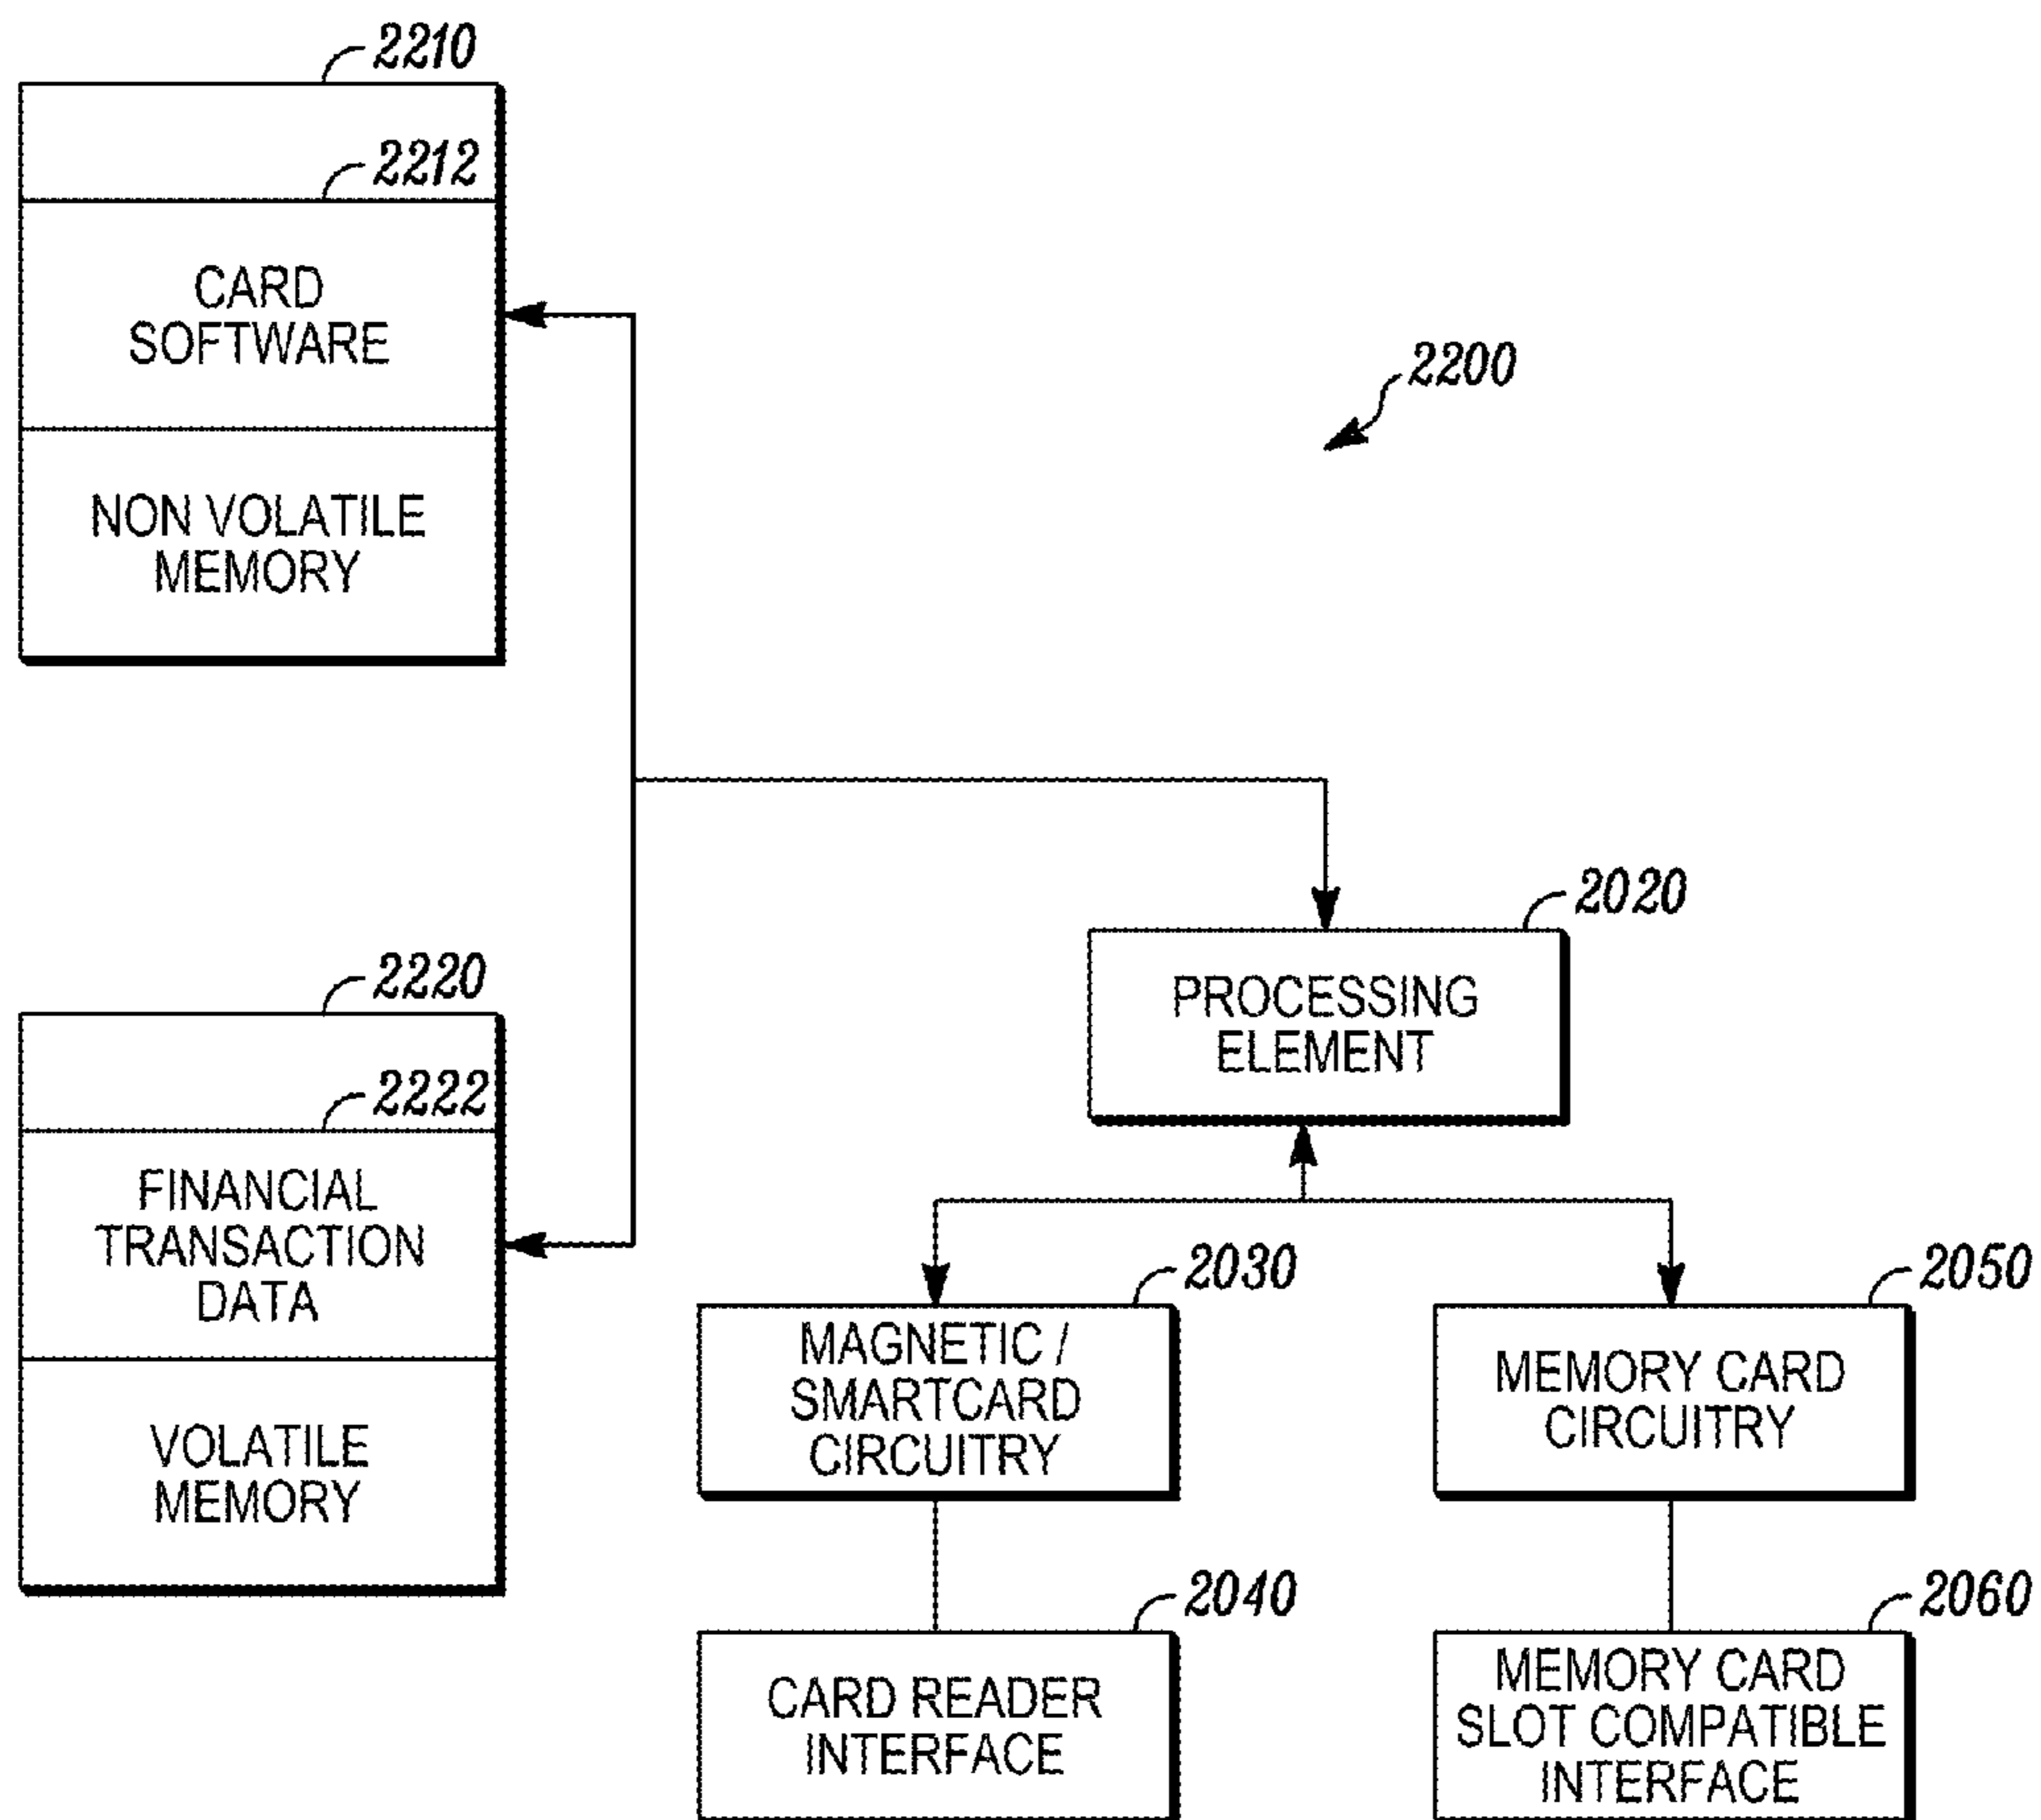 2210
2212
CARD
SOFTWARE
NON VOLATILE
MEMORY
2200
2020
PROCESSING
ELEMENT
2220
2222
FINANCIAL
TRANSACTION
DATA
VOLATILE
MEMORY
2030
MAGNETIC /
SMARTCARD
CIRCUITRY
2050
MEMORY CARD
CIRCUITRY
2040
CARD READER
INTERFACE
2060
MEMORY CARD
SLOT COMPATIBLE
INTERFACE